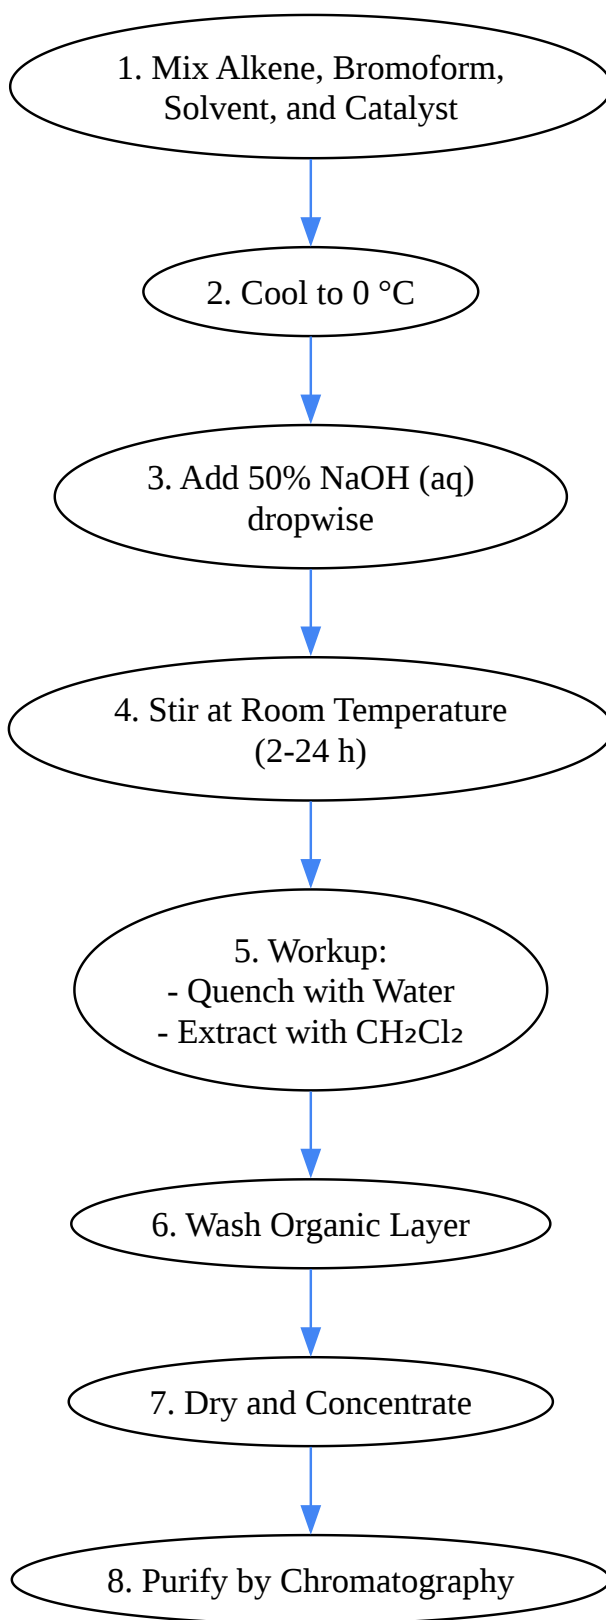 1. Mix Alkene, Bromoform,
Solvent, and Catalyst
2. Cool to 0 °C
3. Add 50% NaOH (aq)
dropwise
4. Stir at Room Temperature
(2-24 h)
5. Workup:
- Quench with Water
- Extract with CH₂Cl₂
6. Wash Organic Layer
7. Dry and Concentrate
8. Purify by Chromatography